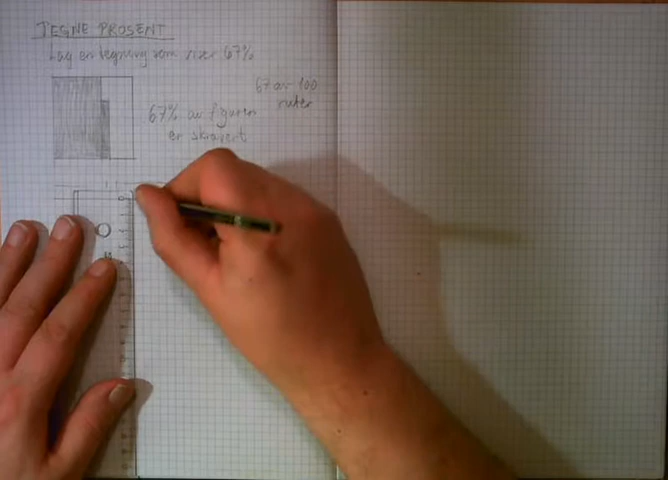 TEGNE PROSENT
Lag en tegning som viser 67%
67 av 100
ruter
67% av figuren
er skravert